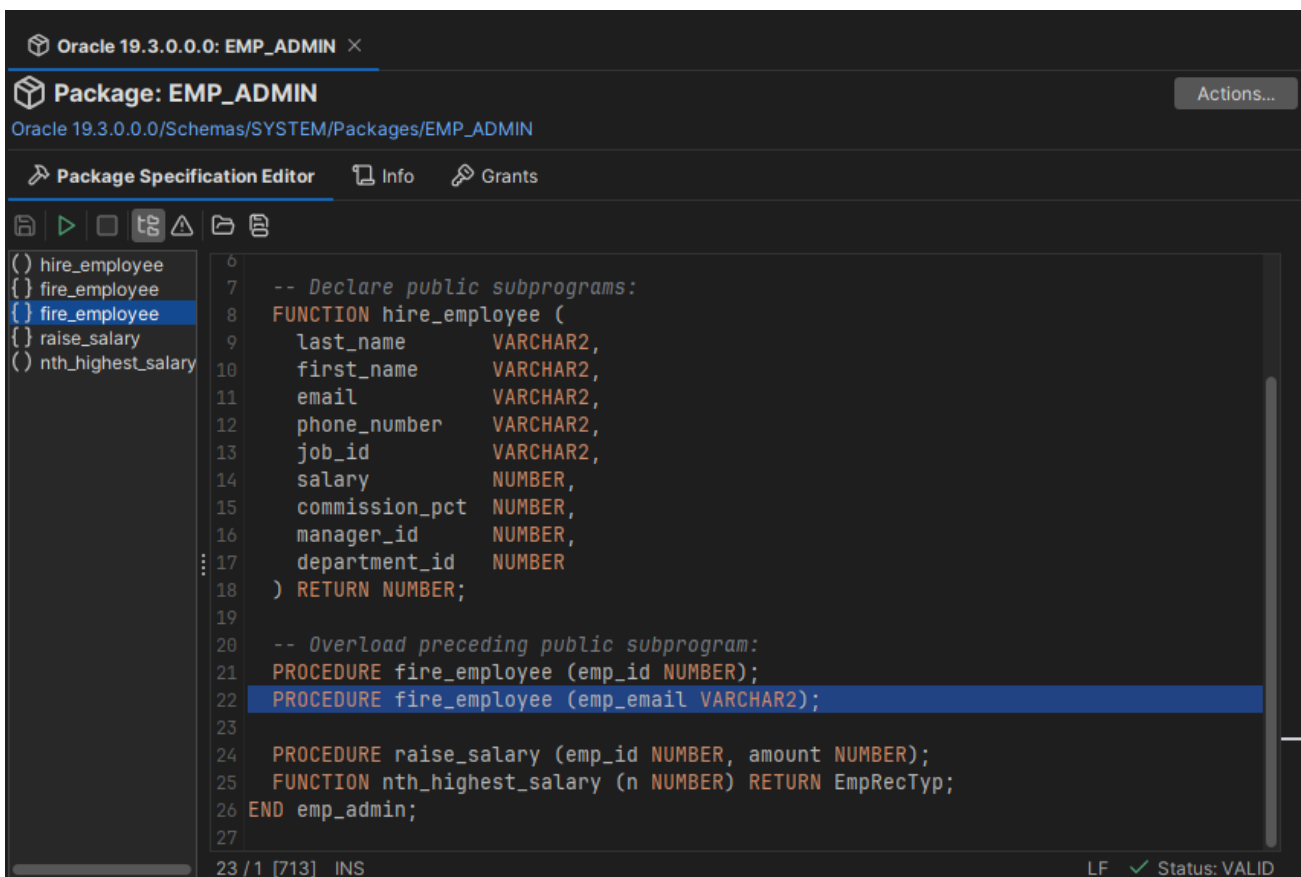 Oracle 19.3.0.0.0: EMP_ADMIN
Package: EMP_ADMIN
Actions...
Oracle 19.3.0.0.0/Schemas/SYSTEM/Packages/EMP_ADMIN
Package Specification Editor Info Grants
hire_employee
fire_employee
fire_employee
raise_salary
nth_highest_salary
6
7 -- Declare public subprograms:
8 FUNCTION hire_employee (
9 last_name VARCHAR2,
10 first_name VARCHAR2,
11 email VARCHAR2,
12 phone_number VARCHAR2,
13 job_id VARCHAR2,
14 salary NUMBER,
15 commission_pct NUMBER,
16 manager_id NUMBER,
17 department_id NUMBER
18 ) RETURN NUMBER;
19
20 -- Overload preceding public subprogram:
21 PROCEDURE fire_employee (emp_id NUMBER);
22 PROCEDURE fire_employee (emp_email VARCHAR2);
23
24 PROCEDURE raise_salary (emp_id NUMBER, amount NUMBER);
25 FUNCTION nth_highest_salary (n NUMBER) RETURN EmpRecTyp;
26 END emp_admin;
27
23 / 1 [713] INS LF Status: VALID